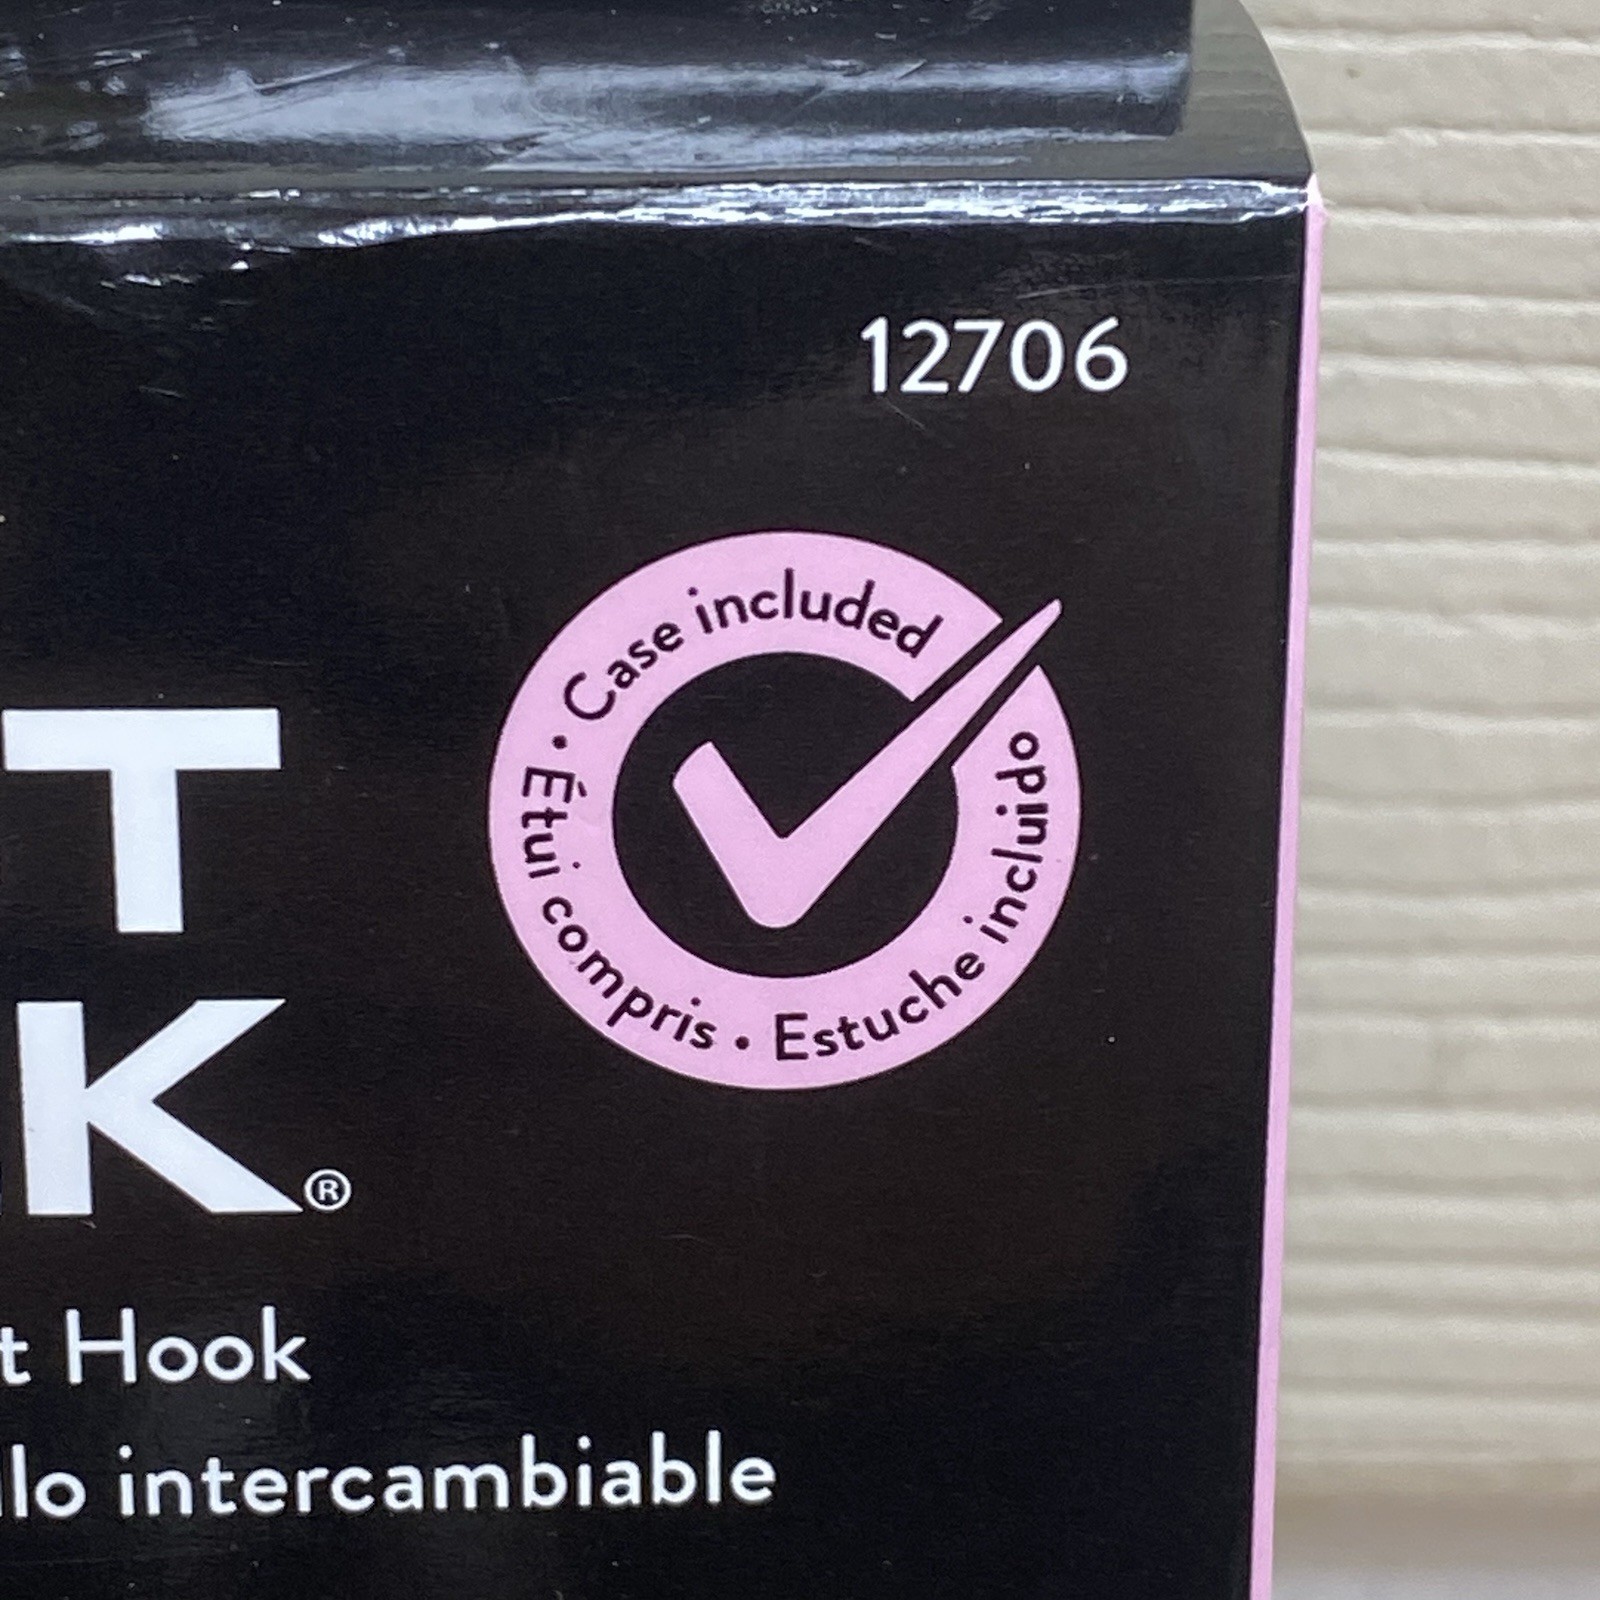 12706
Case included • Estuche incluido • Étui compris •
T
K®
t Hook
llo intercambiable